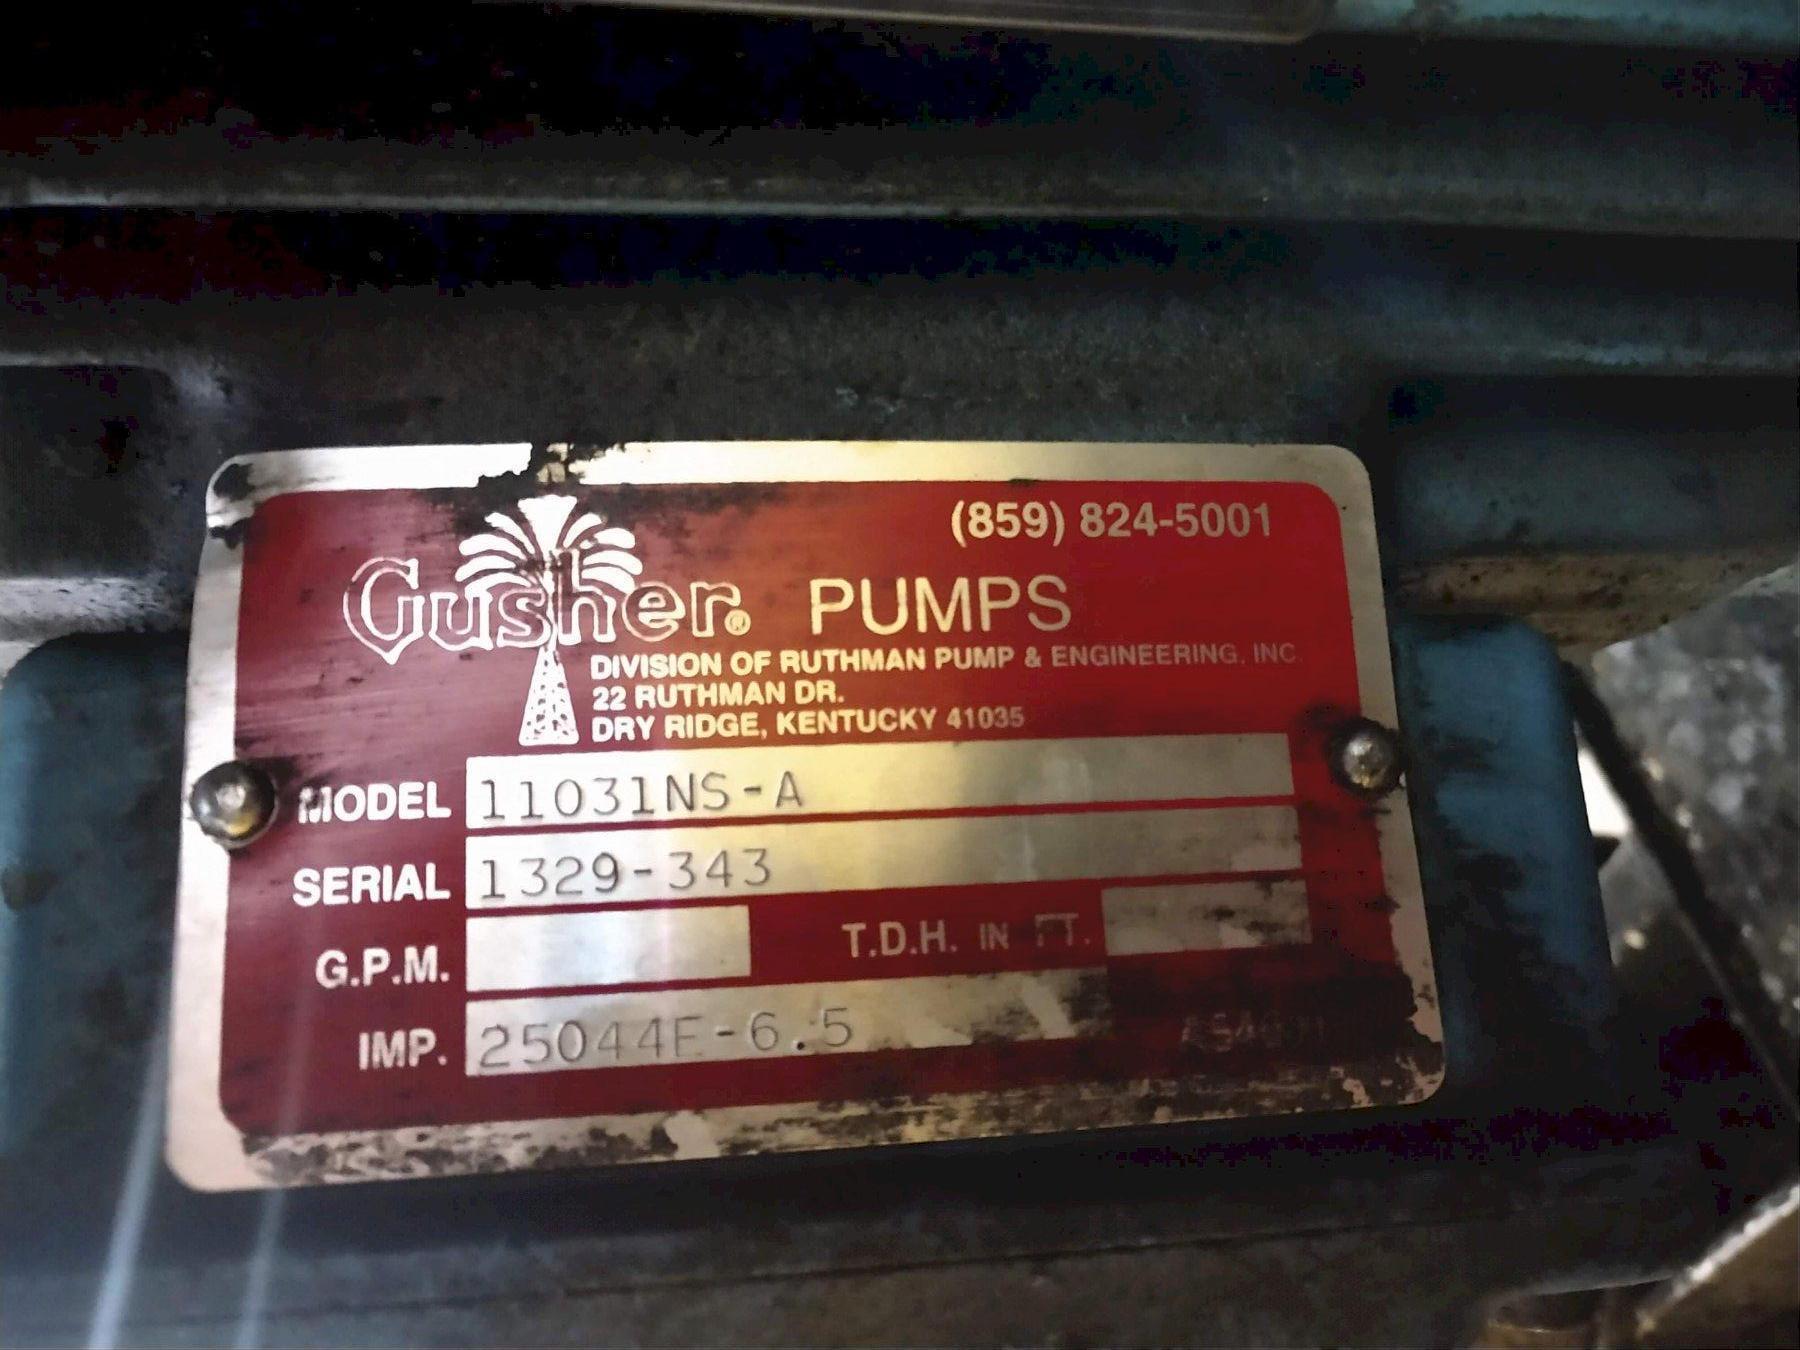 (859) 824-5001
Gusher® PUMPS
DIVISION OF RUTHMAN PUMP & ENGINEERING, INC.
22 RUTHMAN DR.
DRY RIDGE, KENTUCKY 41035
MODEL 11031NS-A
SERIAL 1329-343
G.P.M. T.D.H. IN FT.
IMP. 25044E-6.5